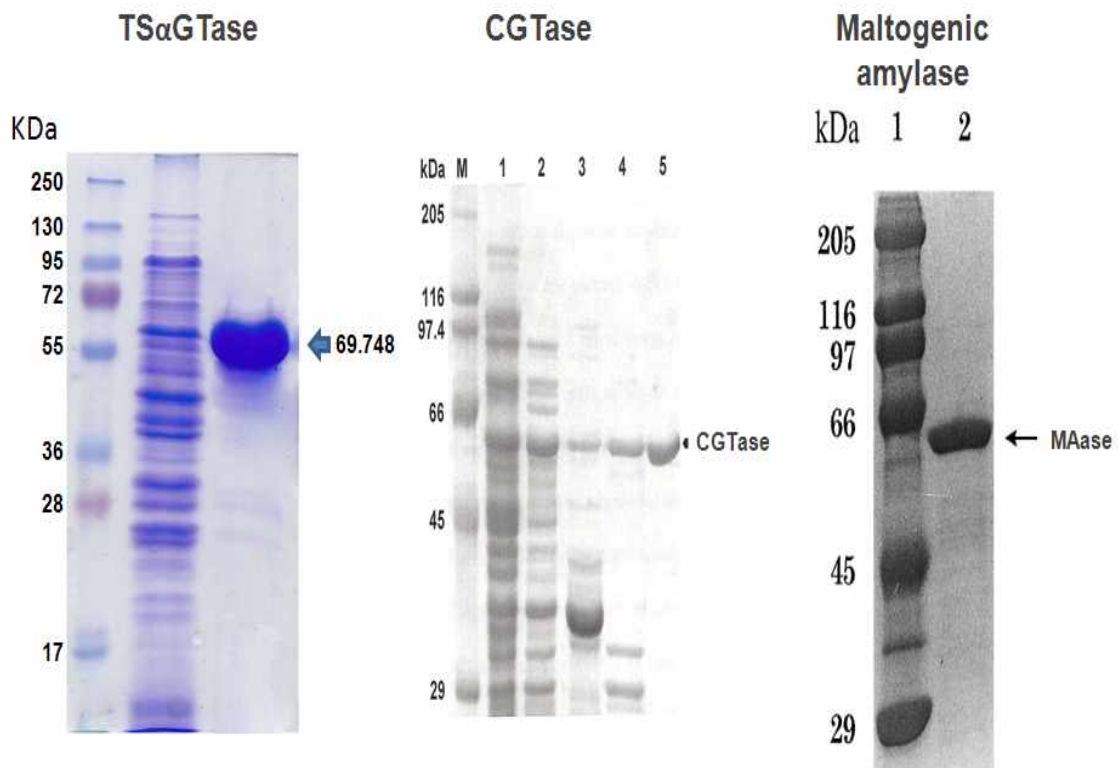 TSαGTase
KDa
250
130
95
72
55
36
28
17
69.748
CGTase
kDa M 1 2 3 4 5
205
116
97.4
66
45
29
CGTase
Maltogenic
amylase
kDa 1 2
205
116
97
66
45
29
MAase